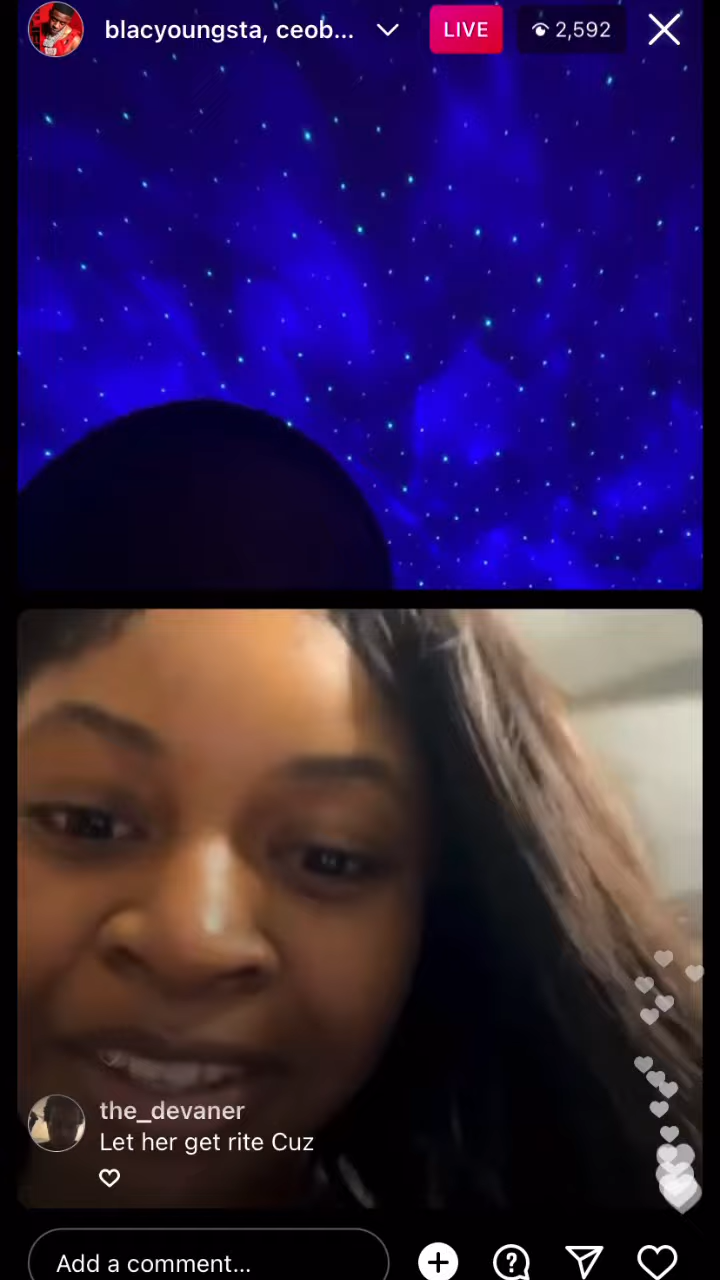 blacyoungsta, ceob...
LIVE
2,592
the_devaner
Let her get rite Cuz
Add a comment...